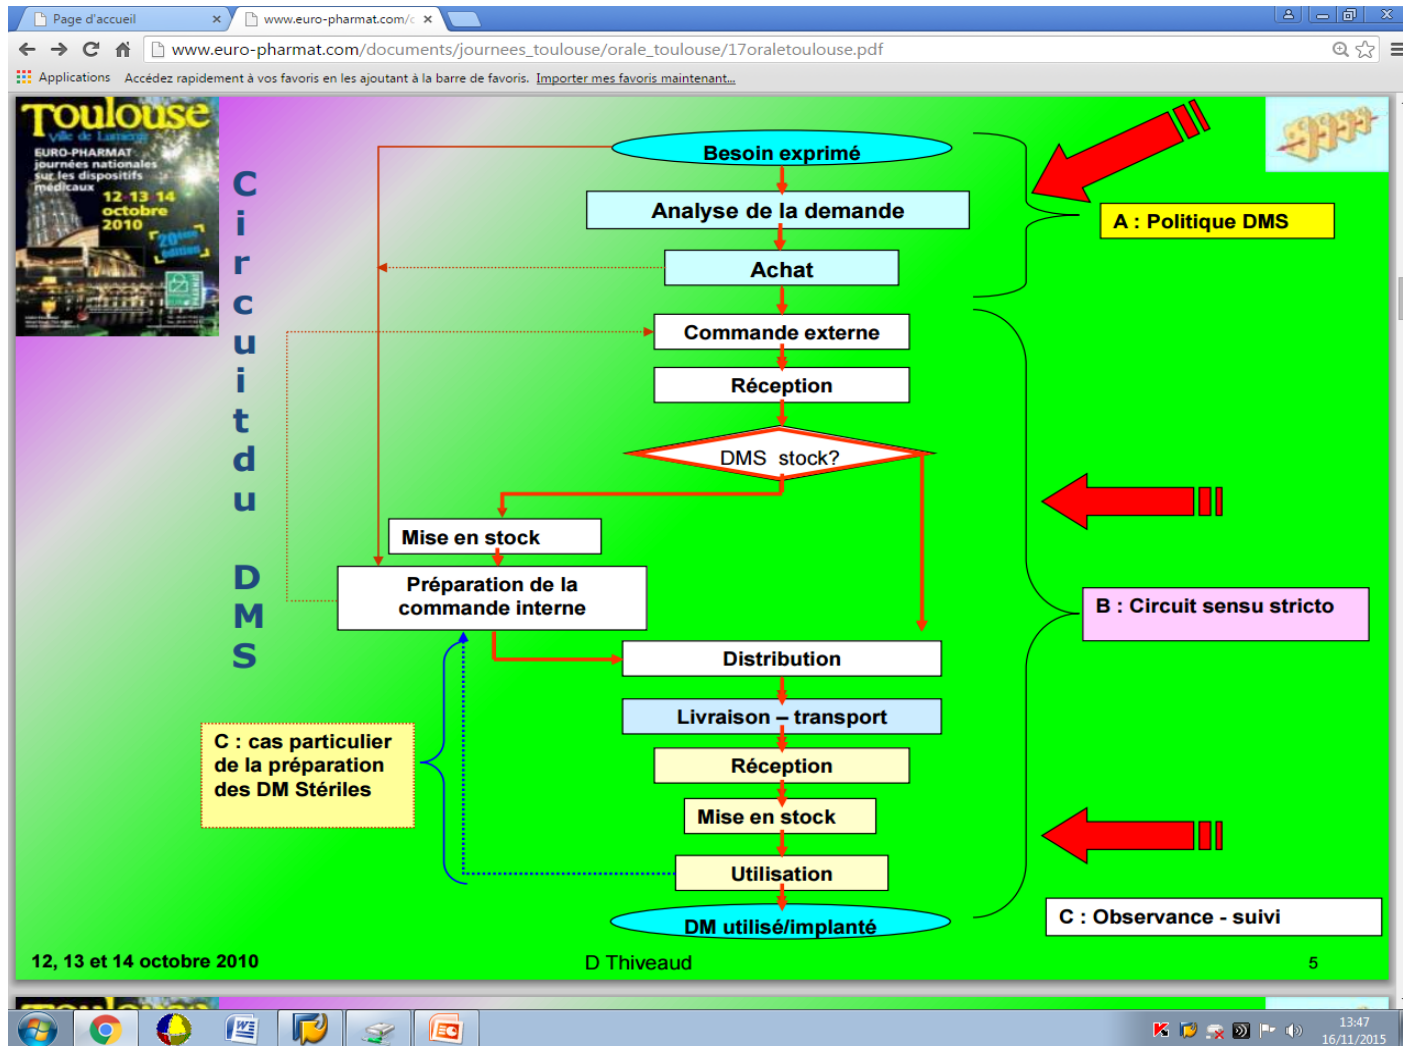 Page d'accueil
www.euro-pharmat.com/c
www.euro-pharmat.com/documents/journees_toulouse/orale_toulouse/17oraletoulouse.pdf
Applications
Accédez rapidement à vos favoris en les ajoutant à la barre de favoris. Importer mes favoris maintenant...
Toulouse
Ville de Lumières
EURO-PHARMAT
journées nationales
sur les dispositifs
médicaux
12-13-14
octobre
2010
20ème
édition
Circuit du DMS
Besoin exprimé
Analyse de la demande
Achat
A : Politique DMS
Commande externe
Réception
DMS stock?
Mise en stock
Préparation de la
commande interne
B : Circuit sensu stricto
Distribution
Livraison – transport
C : cas particulier
de la préparation
des DM Stériles
Réception
Mise en stock
Utilisation
DM utilisé/implanté
C : Observance - suivi
12, 13 et 14 octobre 2010
D Thiveaud
5
13:47
16/11/2015